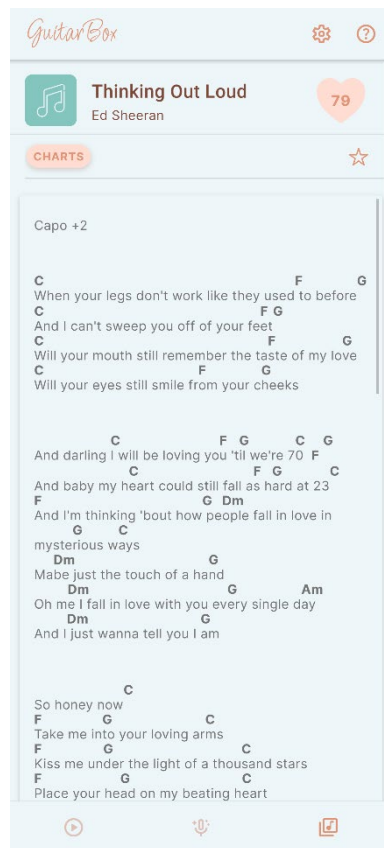 GuitarBox
Thinking Out Loud
Ed Sheeran
79
CHARTS
Capo +2
C F G
When your legs don't work like they used to before
C F G
And I can't sweep you off of your feet
C F G
Will your mouth still remember the taste of my love
C F G
Will your eyes still smile from your cheeks
C F G C G
And darling I will be loving you 'til we're 70 F
C F G C
And baby my heart could still fall as hard at 23
F G Dm
And I'm thinking 'bout how people fall in love in
G C
mysterious ways
Dm G
Mabe just the touch of a hand
Dm G Am
Oh me I fall in love with you every single day
Dm G
And I just wanna tell you I am
C
So honey now
F G C
Take me into your loving arms
F G C
Kiss me under the light of a thousand stars
F G C
Place your head on my beating heart